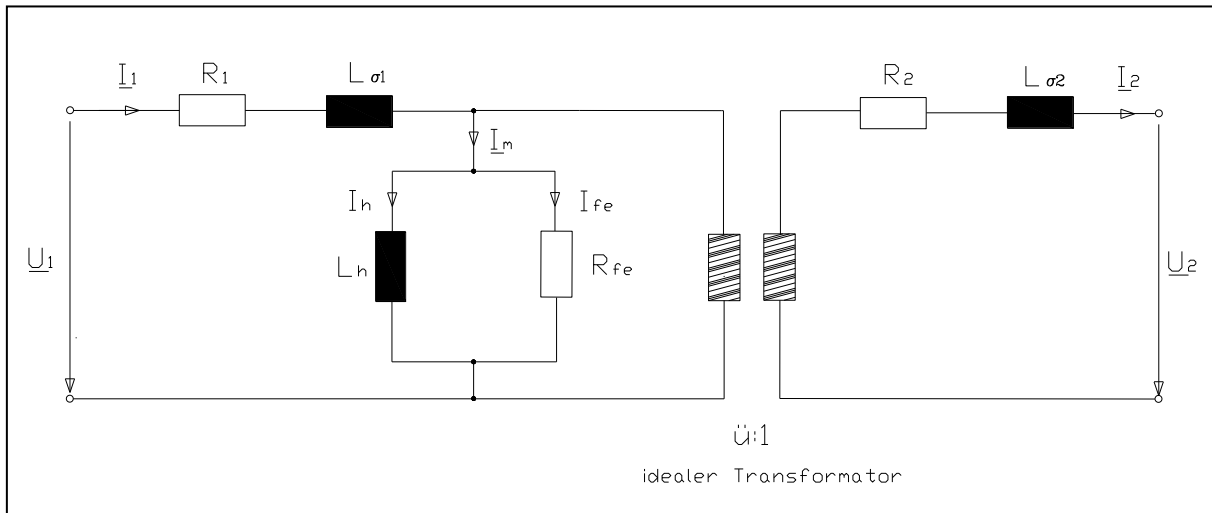 I1
R1
Lσ1
R2
Lσ2
I2
Im
Ih
Ife
U1
Lh
Rfe
U2
ü:1
idealer Transformator